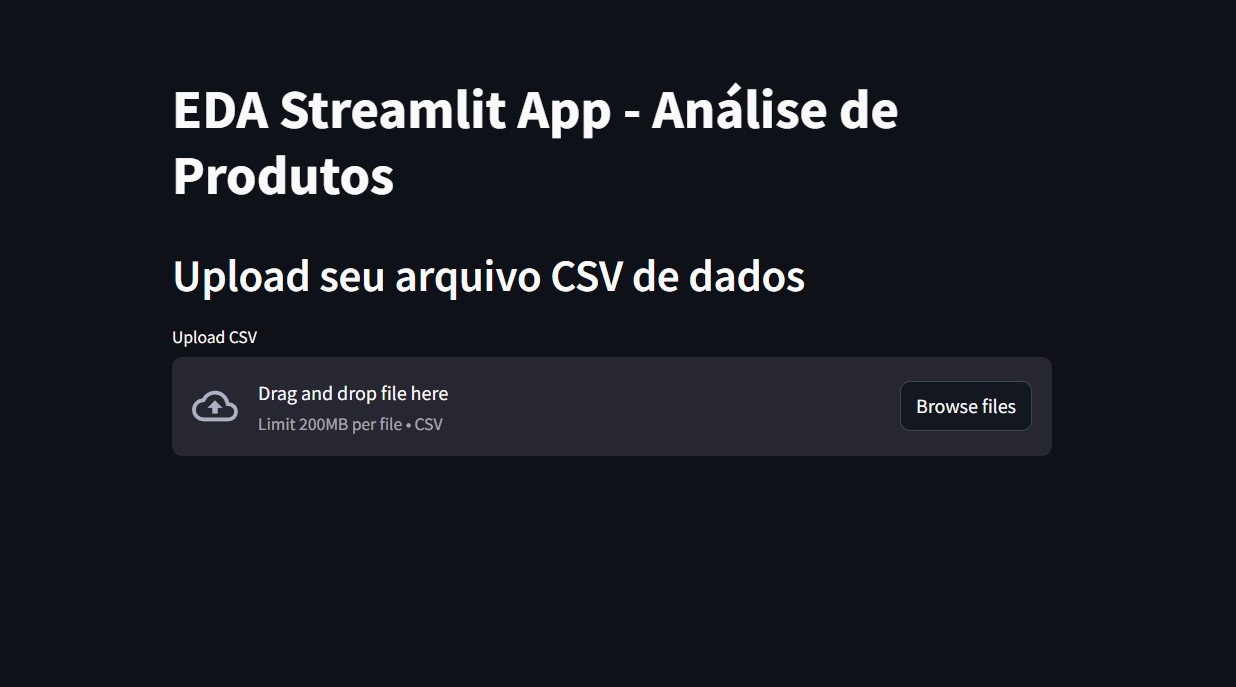 EDA Streamlit App - Análise de
Produtos
Upload seu arquivo CSV de dados
Upload CSV
Drag and drop file here
Limit 200MB per file • CSV
Browse files